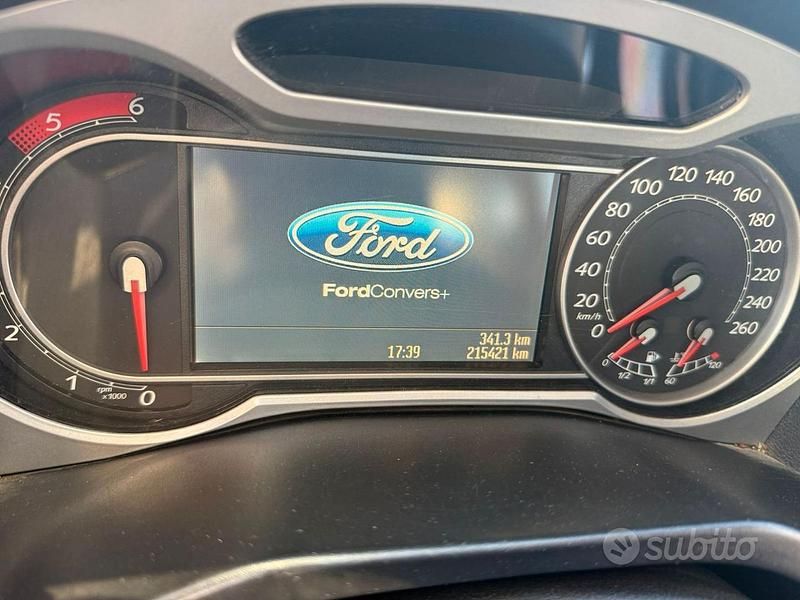 5 6
2 1 0
rpm
x1000
Ford
FordConvers+
341.3 km
17:39 215421 km
0 20 40 60 80 100 120 140 160 180 200 220 240 260
km/h
0 1/2 1/1
60 120
subito